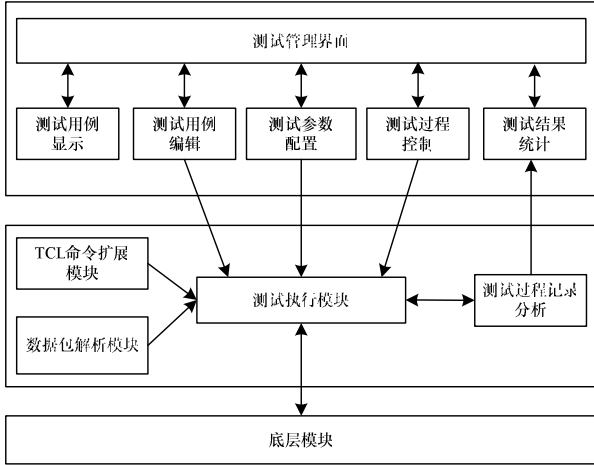 测试管理界面
测试用例
显示
测试用例
编辑
测试参数
配置
测试过程
控制
测试结果
统计
TCL命令扩展
模块
数据包解析模块
测试执行模块
测试过程记录
分析
底层模块